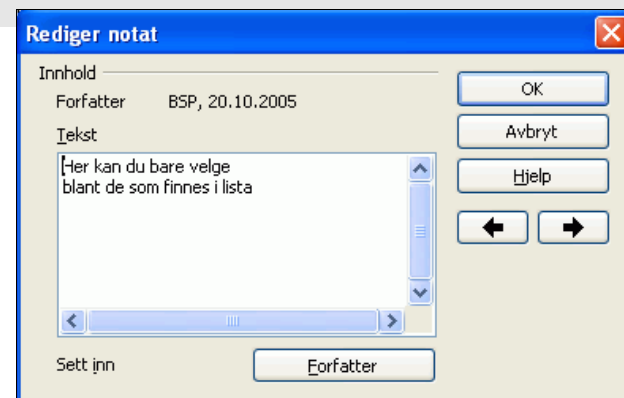 Rediger notat
Innhold
Forfatter BSP, 20.10.2005
Tekst
Her kan du bare velge
blant de som finnes i lista
Sett inn Forfatter
OK
Avbryt
Hjelp